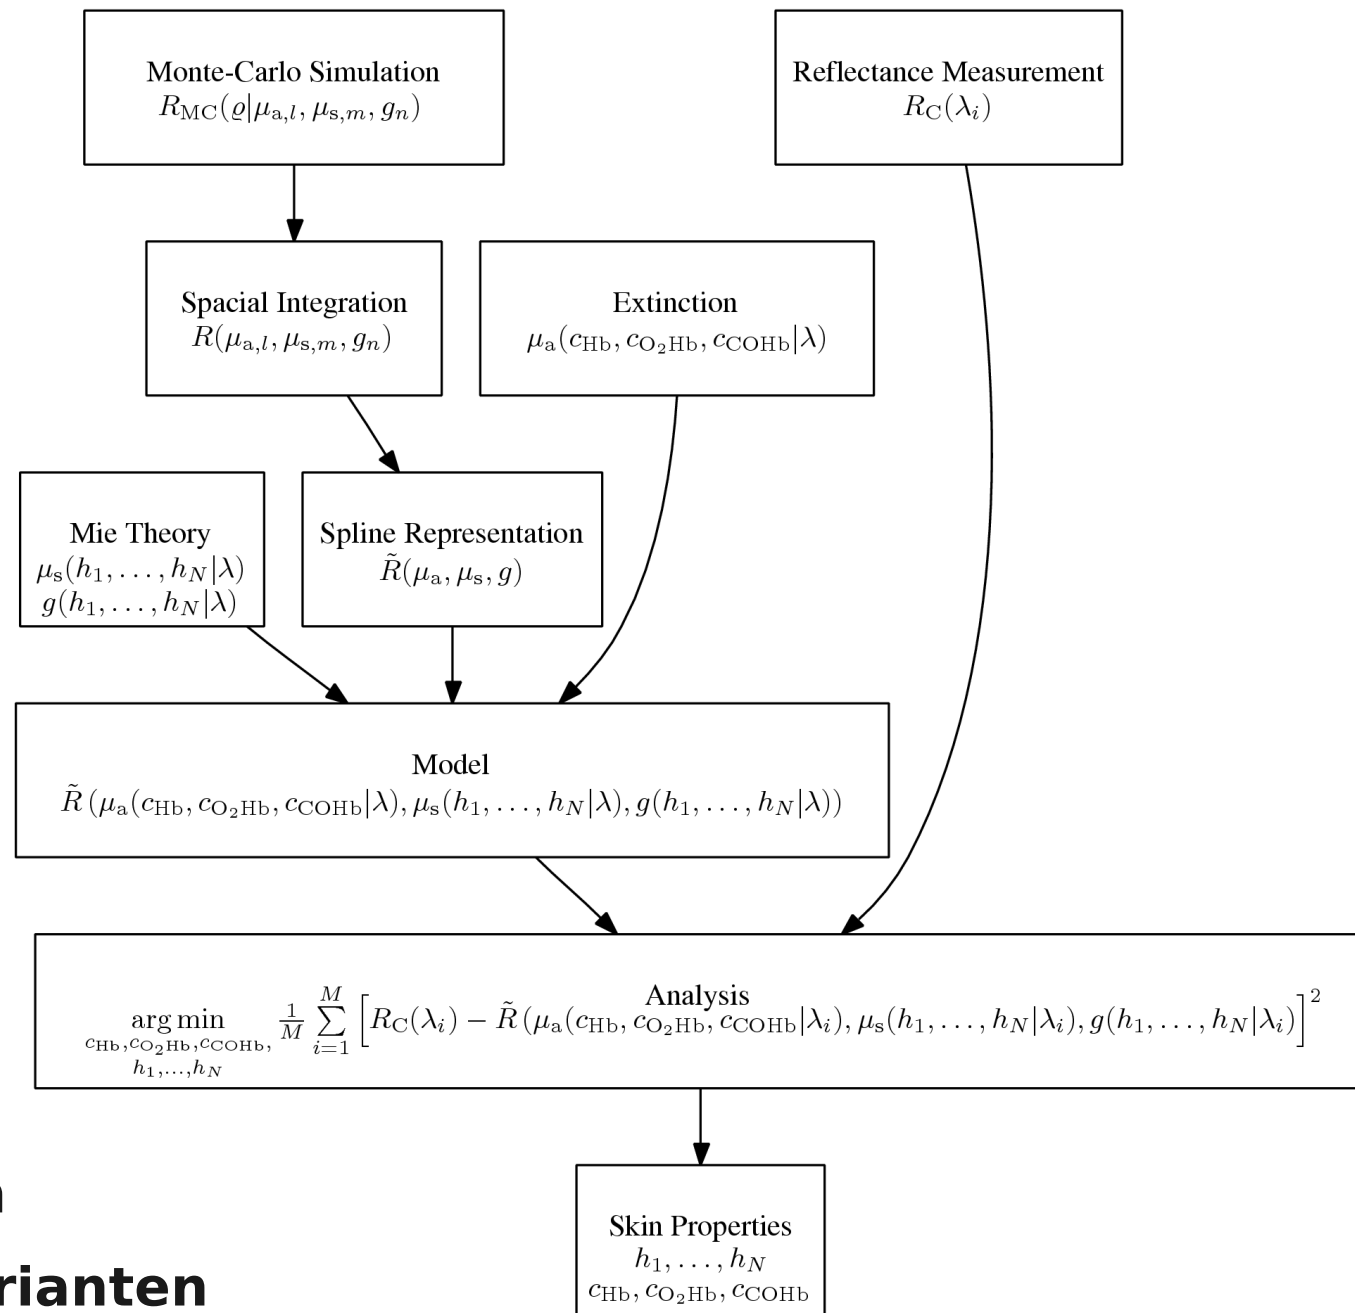 Monte-Carlo Simulation
R_MC(ϱ|μ_a,l, μ_s,m, g_n)
Reflectance Measurement
R_C(λ_i)
Spacial Integration
R(μ_a,l, μ_s,m, g_n)
Extinction
μ_a(c_Hb, c_O₂Hb, c_COHb|λ)
Mie Theory
μ_s(h_1, . . . , h_N|λ)
g(h_1, . . . , h_N|λ)
Spline Representation
R̃(μ_a, μ_s, g)
Model
R̃ (μ_a(c_Hb, c_O₂Hb, c_COHb|λ), μ_s(h_1, . . . , h_N|λ), g(h_1, . . . , h_N|λ))
Analysis
arg min_{c_Hb, c_O₂Hb, c_COHb, h_1,...,h_N} 1/M ∑_{i=1}^{M} [R_C(λ_i) − R̃ (μ_a(c_Hb, c_O₂Hb, c_COHb|λ_i), μ_s(h_1, . . . , h_N|λ_i), g(h_1, . . . , h_N|λ_i)]²
Skin Properties
h_1, . . . , h_N
c_Hb, c_O₂Hb, c_COHb
rianten